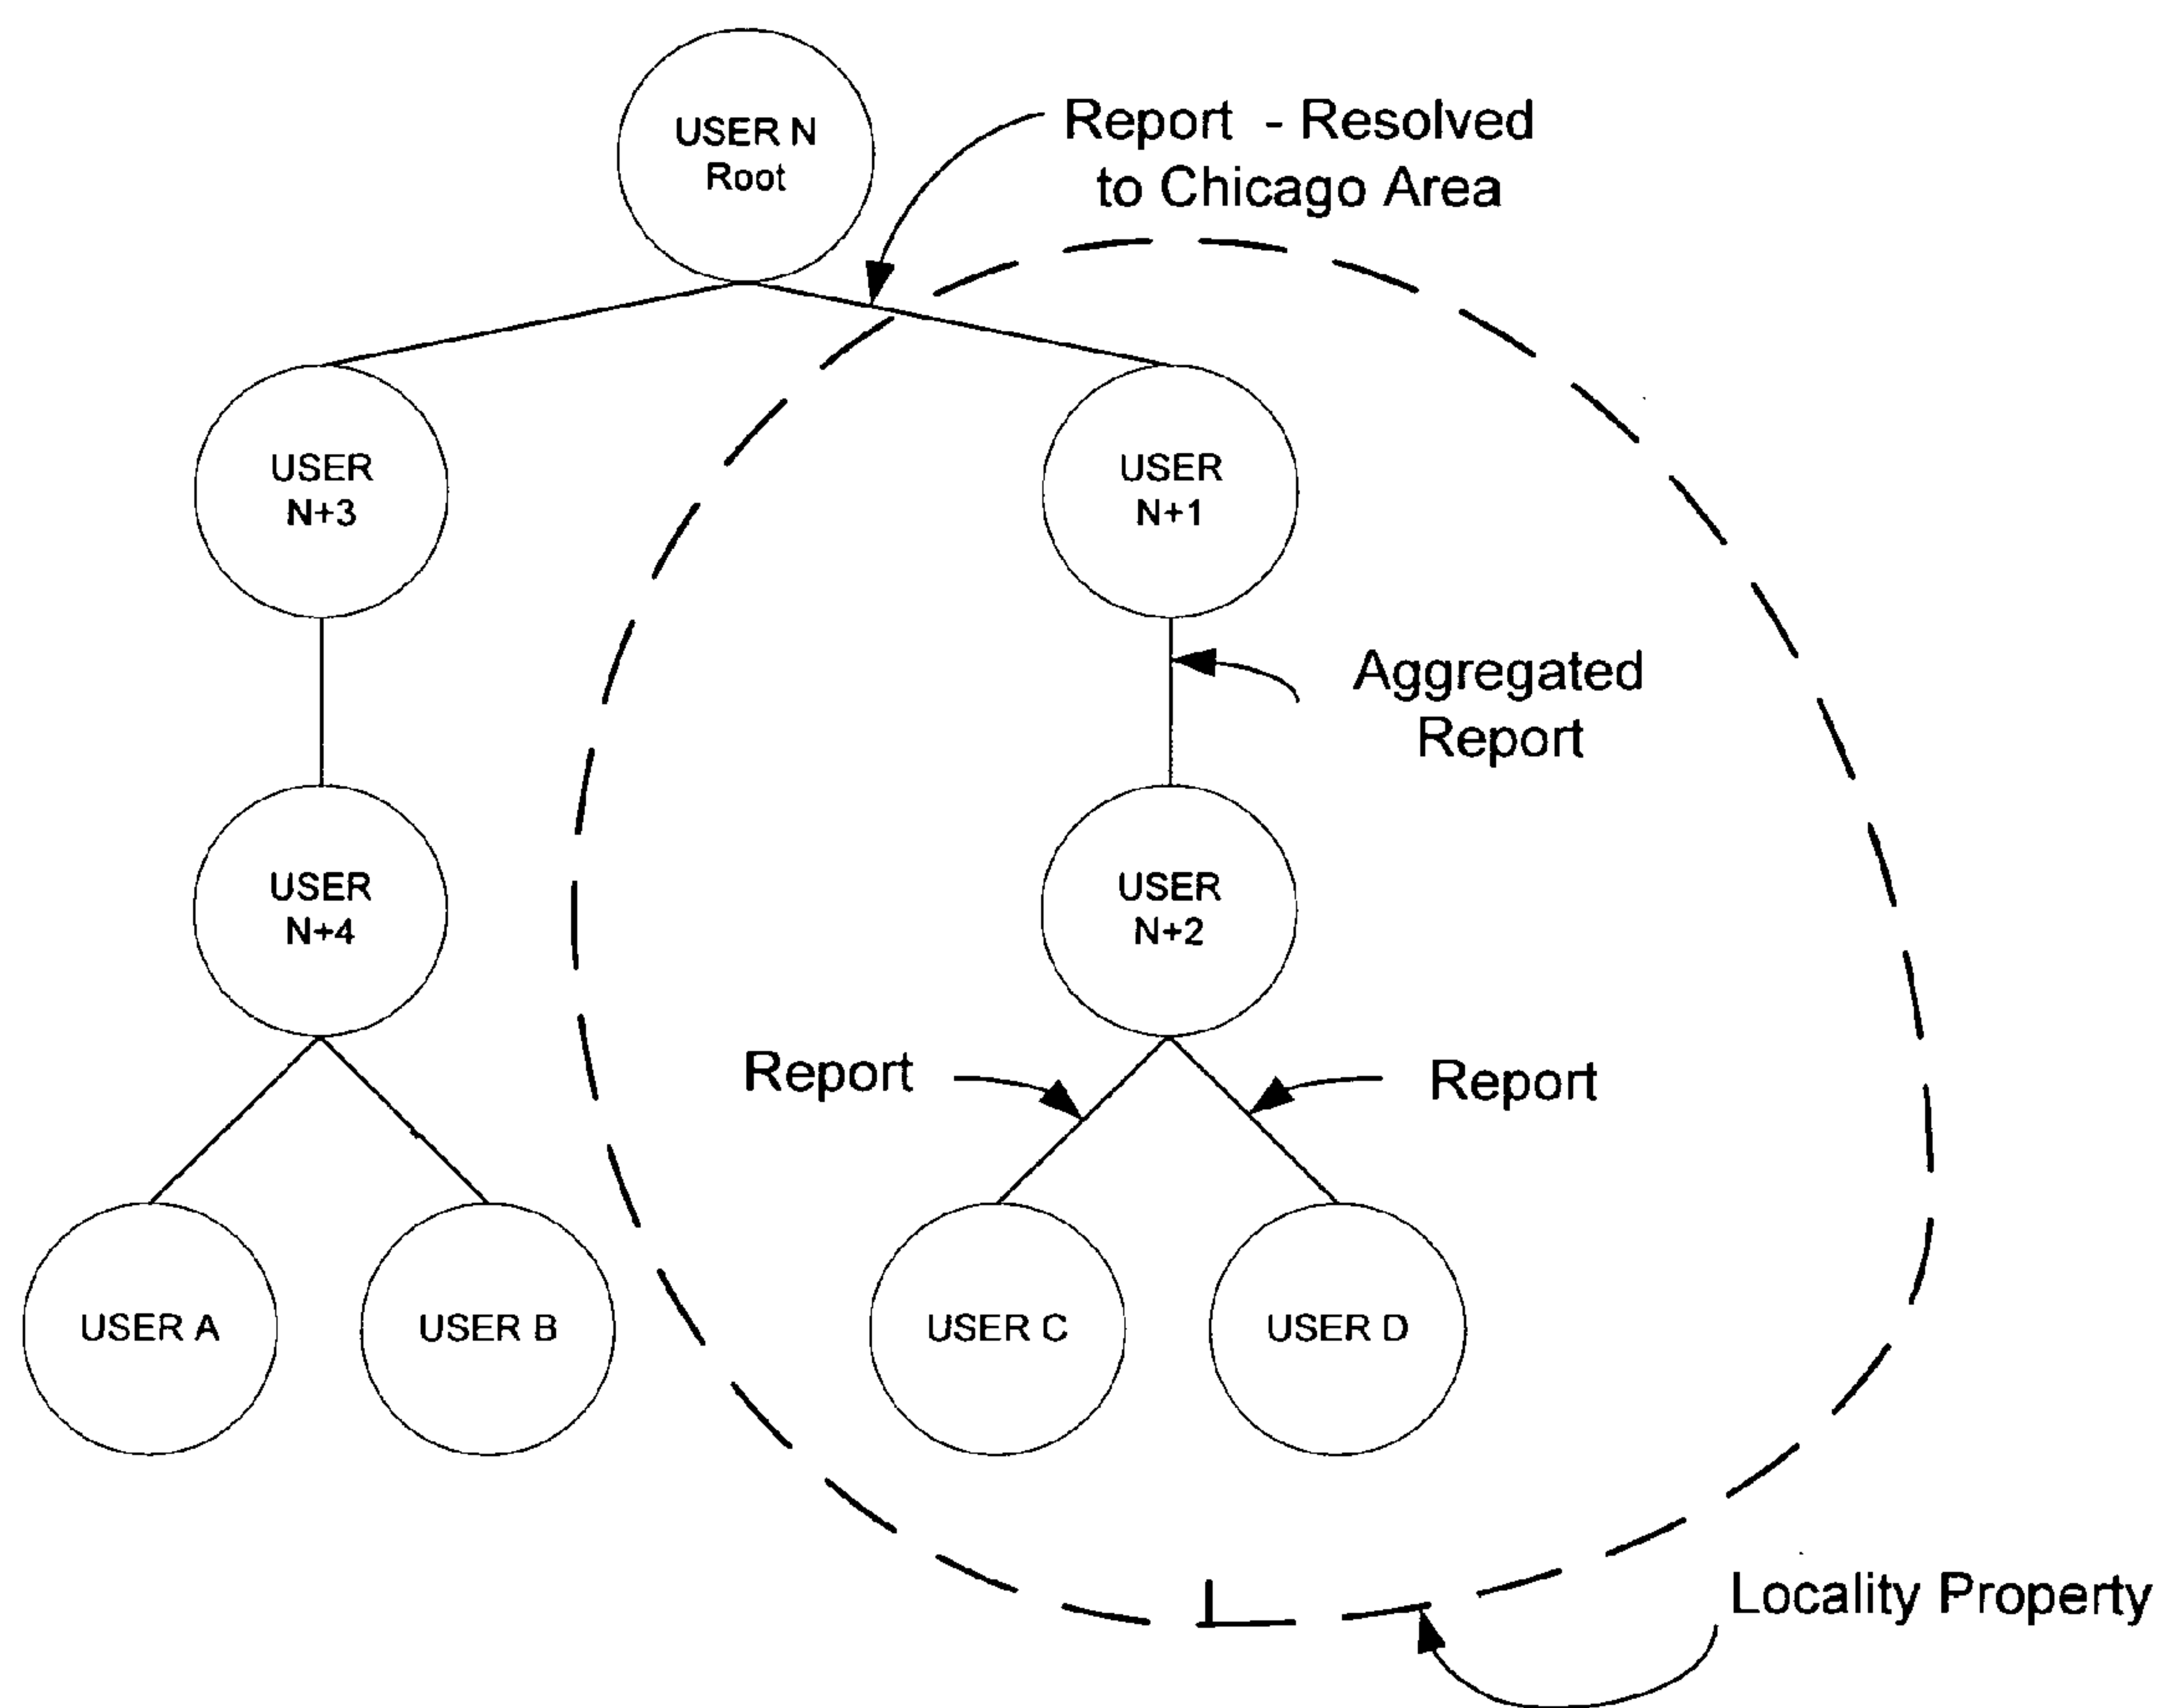 USER N
Root
Report - Resolved
to Chicago Area
USER
N+3
USER
N+1
Aggregated
Report
USER
N+4
USER
N+2
Report
Report
USER A
USER B
USER C
USER D
Locality Property